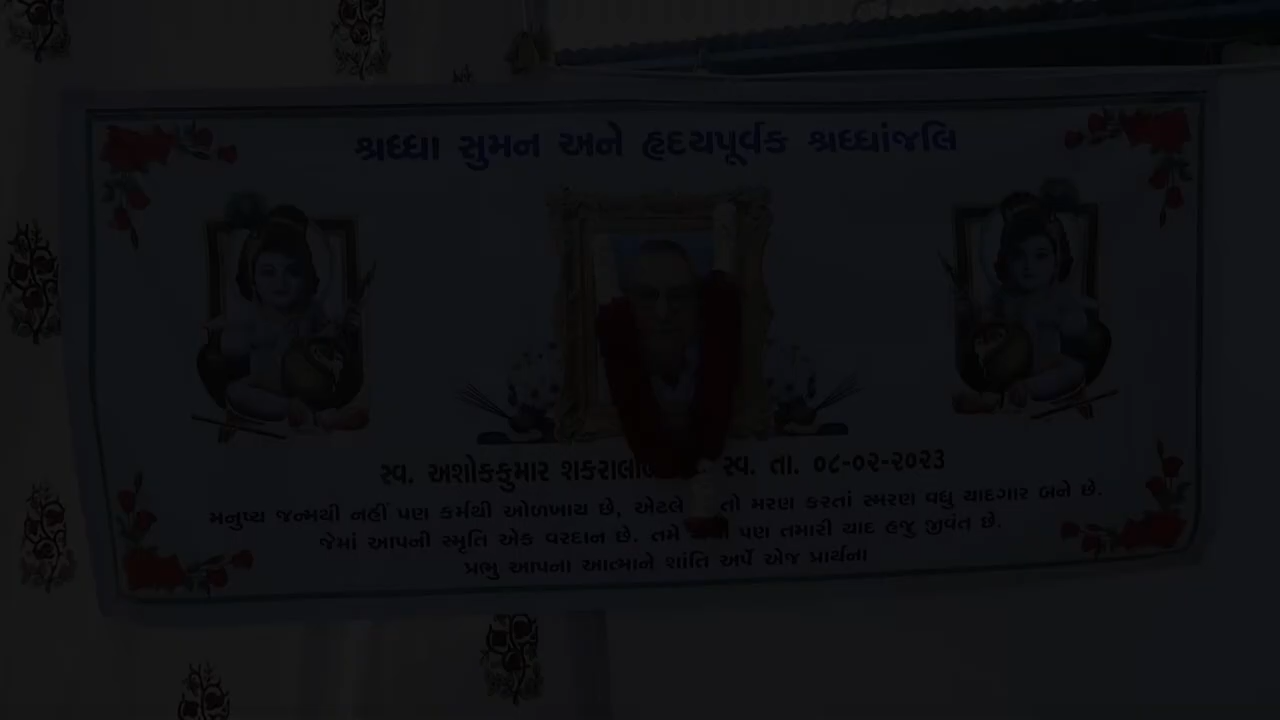 શ્રધ્ધા સુમન અને હૃદયપૂર્વક શ્રધ્ધાંજલિ
સ્વ. અશોકકુમાર સ્વ. તા. ૦૮-૦૨-૨૦૨૩
મનુષ્ય જન્મથી નહીં પણ કર્મથી ઓળખાય છે, એટલે તો મરણ કરતાં સ્મરણ વધુ યાદગાર બને છે.
જેમાં આપની સ્મૃતિ એક વરદાન છે. તમે પણ તમારી યાદ હજુ જીવંત છે.
પ્રભુ આપના આત્માને શાંતિ અર્પે એજ પ્રાર્થના